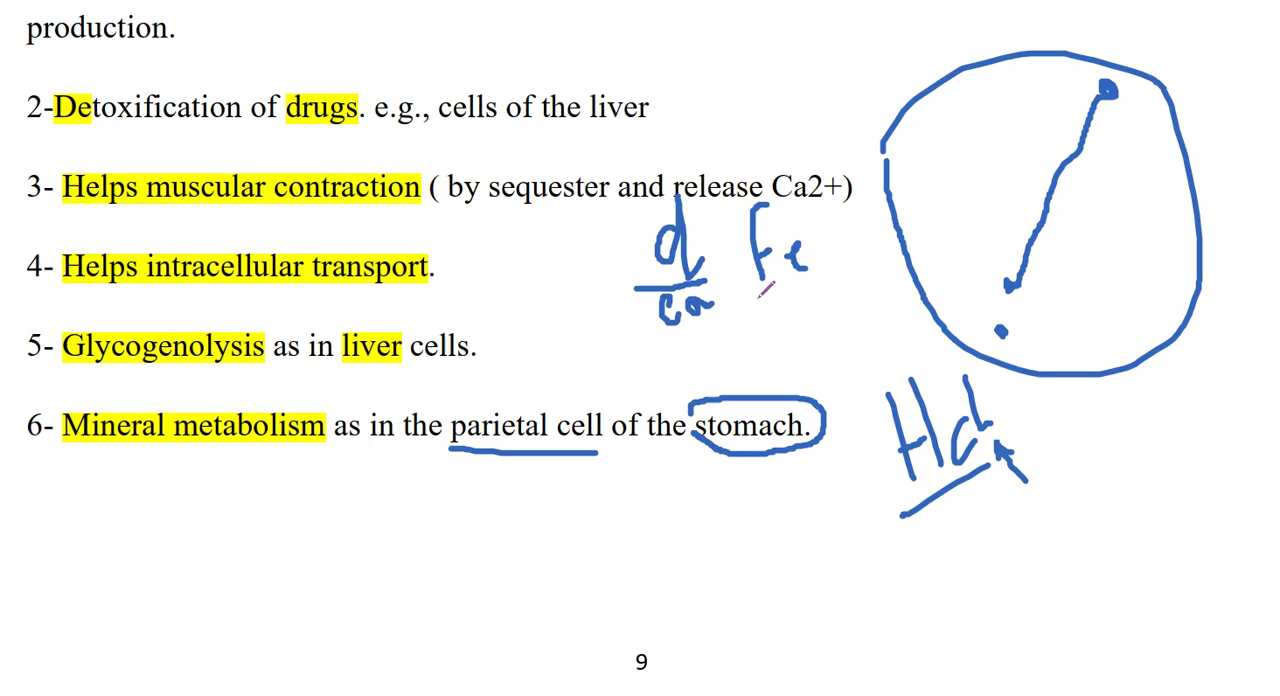 production.
2-Detoxification of drugs. e.g., cells of the liver
3- Helps muscular contraction ( by sequester and release Ca2+)
4- Helps intracellular transport.
5- Glycogenolysis as in liver cells.
6- Mineral metabolism as in the parietal cell of the stomach.
Fe
Ca
HCl
9